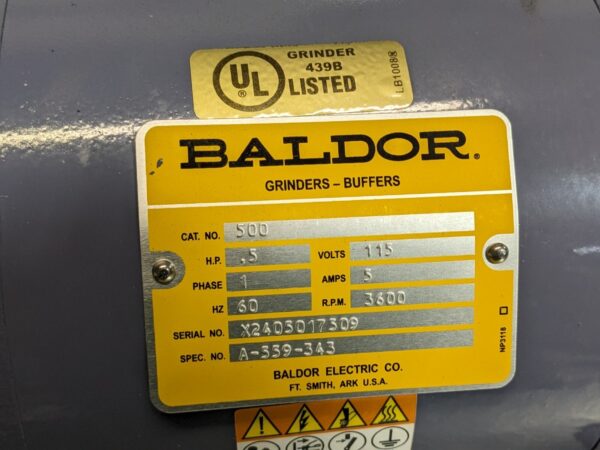 GRINDER
439B
UL LISTED
LB1008
BALDOR.
GRINDERS – BUFFERS
CAT. NO. 500
H.P. .5 VOLTS 115
PHASE 1 AMPS 5
HZ 60 R.P.M. 3600
SERIAL NO. X2403017309
SPEC. NO. A-339-343
NP3118
BALDOR ELECTRIC CO.
FT. SMITH, ARK U.S.A.